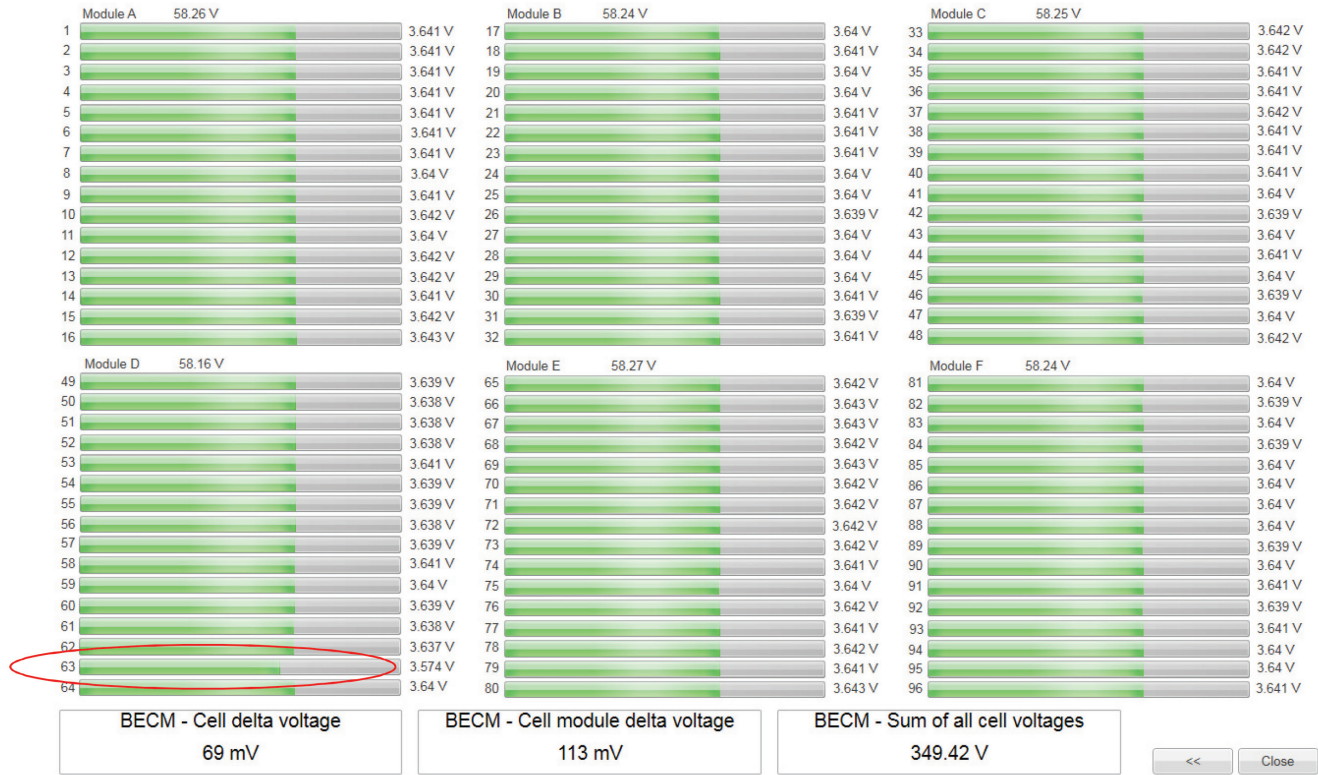 Module A 58.26 V
1 3.641 V
2 3.641 V
3 3.641 V
4 3.641 V
5 3.641 V
6 3.641 V
7 3.641 V
8 3.64 V
9 3.641 V
10 3.642 V
11 3.64 V
12 3.642 V
13 3.642 V
14 3.641 V
15 3.642 V
16 3.643 V
Module B 58.24 V
17 3.64 V
18 3.641 V
19 3.64 V
20 3.64 V
21 3.641 V
22 3.641 V
23 3.641 V
24 3.64 V
25 3.64 V
26 3.639 V
27 3.64 V
28 3.64 V
29 3.64 V
30 3.641 V
31 3.639 V
32 3.641 V
Module C 58.25 V
33 3.642 V
34 3.642 V
35 3.641 V
36 3.641 V
37 3.642 V
38 3.641 V
39 3.641 V
40 3.641 V
41 3.64 V
42 3.639 V
43 3.64 V
44 3.641 V
45 3.64 V
46 3.639 V
47 3.64 V
48 3.642 V
Module D 58.16 V
49 3.639 V
50 3.638 V
51 3.638 V
52 3.638 V
53 3.641 V
54 3.639 V
55 3.639 V
56 3.638 V
57 3.639 V
58 3.641 V
59 3.64 V
60 3.639 V
61 3.638 V
62 3.637 V
63 3.574 V
64 3.64 V
Module E 58.27 V
65 3.642 V
66 3.643 V
67 3.643 V
68 3.642 V
69 3.643 V
70 3.642 V
71 3.642 V
72 3.642 V
73 3.642 V
74 3.641 V
75 3.64 V
76 3.642 V
77 3.641 V
78 3.642 V
79 3.641 V
80 3.643 V
Module F 58.24 V
81 3.64 V
82 3.639 V
83 3.64 V
84 3.639 V
85 3.64 V
86 3.64 V
87 3.64 V
88 3.64 V
89 3.639 V
90 3.64 V
91 3.641 V
92 3.639 V
93 3.641 V
94 3.64 V
95 3.64 V
96 3.641 V
BECM - Cell delta voltage
69 mV
BECM - Cell module delta voltage
113 mV
BECM - Sum of all cell voltages
349.42 V
<< Close